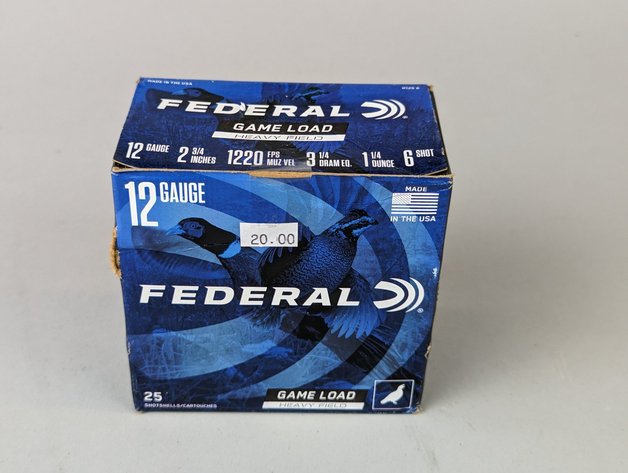 MADE IN THE USA
FEDERAL®
GAME LOAD
HEAVY FIELD
12 GAUGE 2 3/4 INCHES 1220 FPS MUZ VEL 3 1/4 DRAM EQ. 1 1/4 OUNCE 6 SHOT
12 GAUGE
MADE
IN THE USA
20.00
FEDERAL®
25
SHOTSHELLS/CARTOUCHES
GAME LOAD
HEAVY FIELD